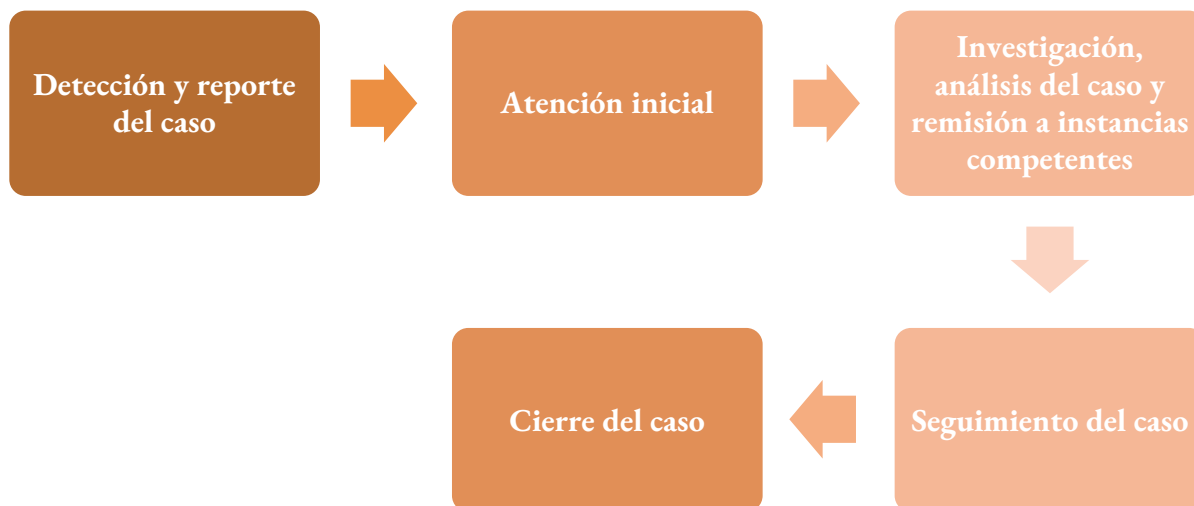 Detección y reporte
del caso
Atención inicial
Investigación,
análisis del caso y
remisión a instancias
competentes
Seguimiento del caso
Cierre del caso